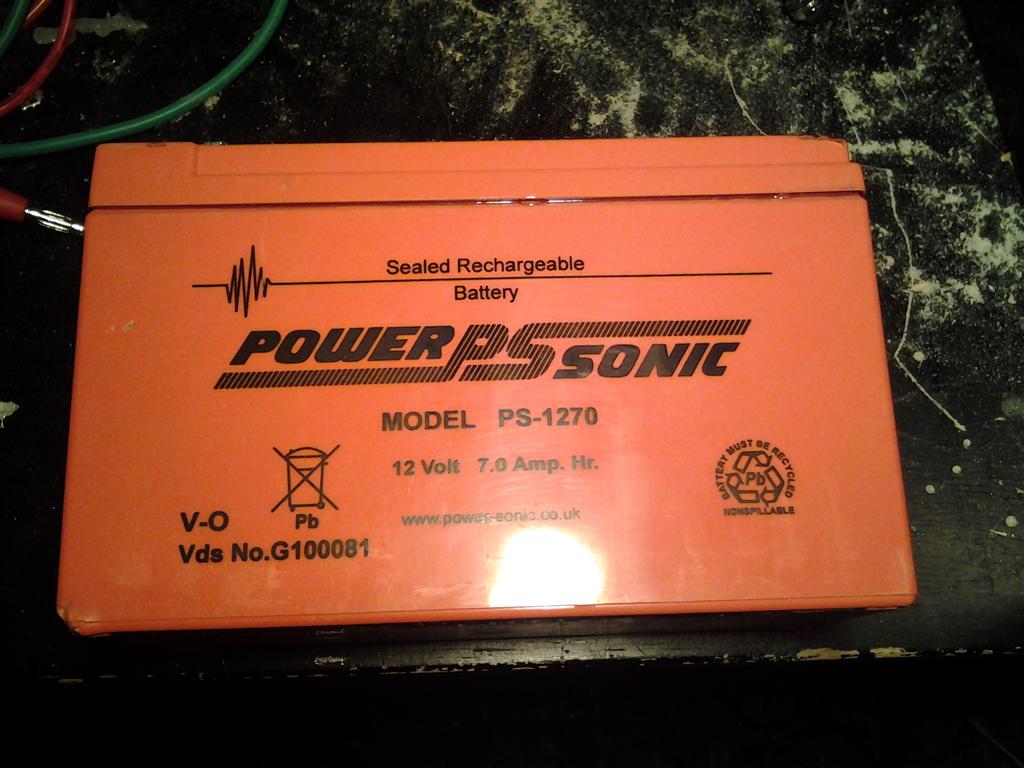 Sealed Rechargeable
Battery
POWER PS SONIC
MODEL PS-1270
12 Volt 7.0 Amp. Hr.
www.power-sonic.co.uk
Pb
V-O
Vds No.G100081
BATTERY MUST BE RECYCLED
Pb
NONSPILLABLE